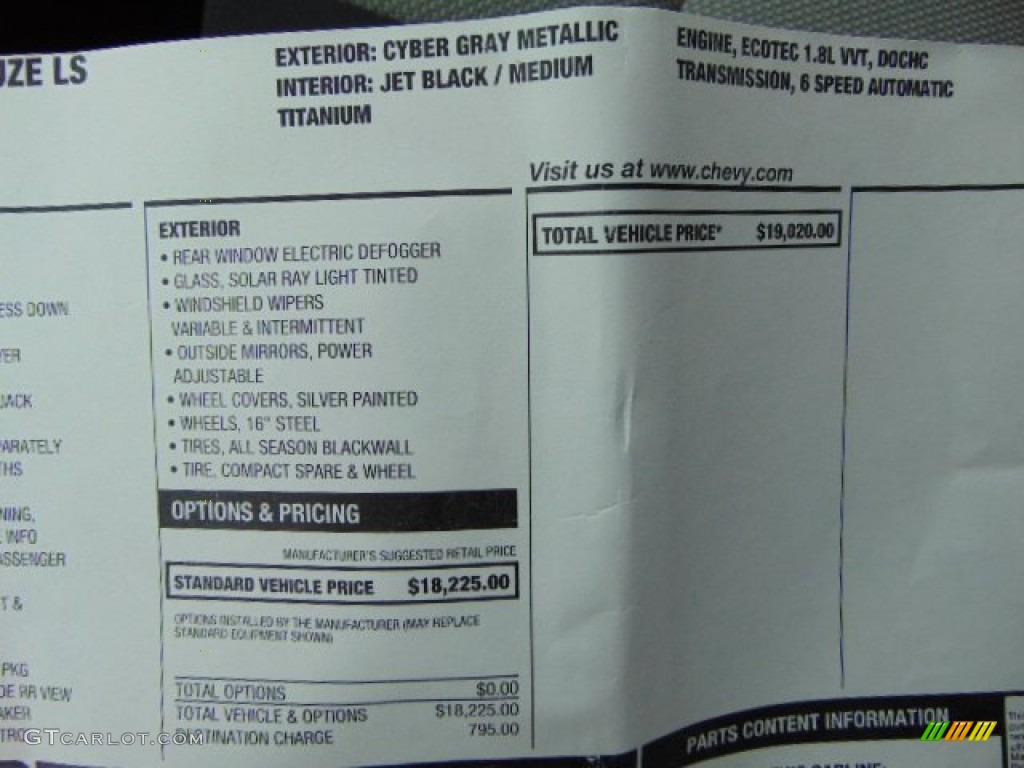 UZE LS
EXTERIOR: CYBER GRAY METALLIC
INTERIOR: JET BLACK / MEDIUM
TITANIUM
ENGINE, ECOTEC 1.8L VVT, DOCHC
TRANSMISSION, 6 SPEED AUTOMATIC
Visit us at www.chevy.com
ESS DOWN
YER
JACK
PARATELY
THS
NING,
INFO
ASSENGER
T &
PKG
DE RR VIEW
AKER
TRO
EXTERIOR
• REAR WINDOW ELECTRIC DEFOGGER
• GLASS, SOLAR RAY LIGHT TINTED
• WINDSHIELD WIPERS
VARIABLE & INTERMITTENT
• OUTSIDE MIRRORS, POWER
ADJUSTABLE
• WHEEL COVERS, SILVER PAINTED
• WHEELS, 16" STEEL
• TIRES, ALL SEASON BLACKWALL
• TIRE, COMPACT SPARE & WHEEL
OPTIONS & PRICING
MANUFACTURER'S SUGGESTED RETAIL PRICE
STANDARD VEHICLE PRICE $18,225.00
OPTIONS INSTALLED BY THE MANUFACTURER (MAY REPLACE
STANDARD EQUIPMENT SHOWN)
TOTAL OPTIONS $0.00
TOTAL VEHICLE & OPTIONS $18,225.00
DESTINATION CHARGE 795.00
TOTAL VEHICLE PRICE* $19,020.00
PARTS CONTENT INFORMATION
GTCARLOT.COM